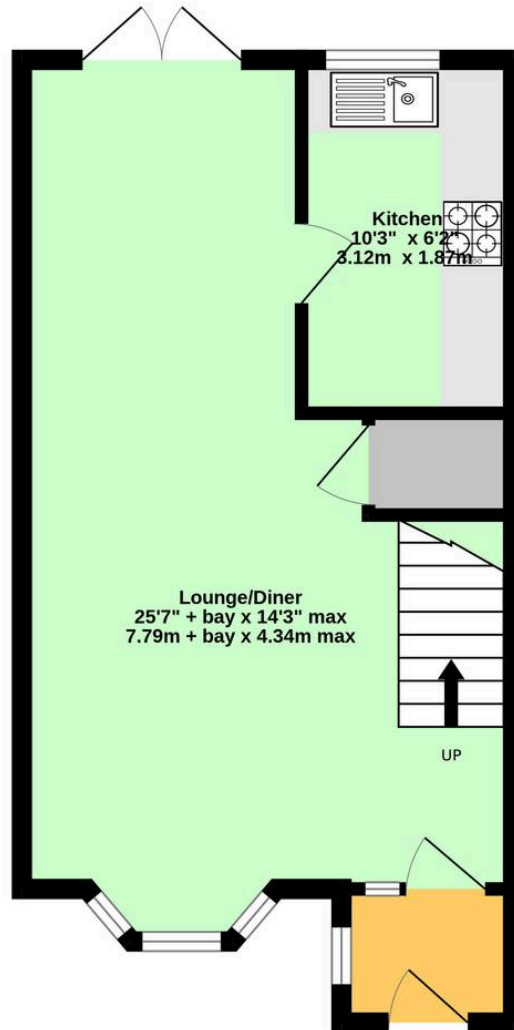 Kitchen
10'3" x 6'2"
3.12m x 1.87m
Lounge/Diner
25'7" + bay x 14'3" max
7.79m + bay x 4.34m max
UP